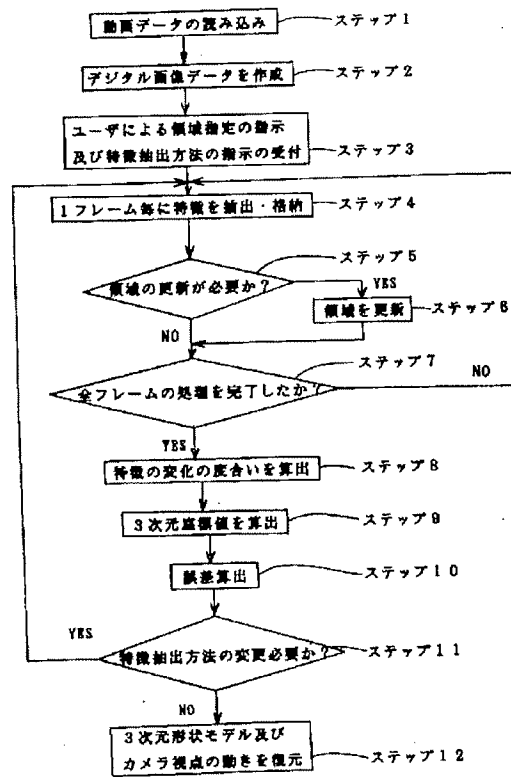 動画データの読み込み
ステップ1
デジタル画像データを作成
ステップ2
ユーザによる領域指定の指示
及び特徴抽出方法の指示の受付
ステップ3
1フレーム毎に特徴を抽出・格納
ステップ4
ステップ5
領域の更新が必要か?
YES
領域を更新
ステップ6
NO
ステップ7
全フレームの処理を完了したか?
NO
YES
特徴の変化の度合いを算出
ステップ8
3次元座標値を算出
ステップ9
誤差算出
ステップ10
YES
特徴抽出方法の変更必要か?
ステップ11
NO
3次元形状モデル及び
カメラ視点の動きを復元
ステップ12